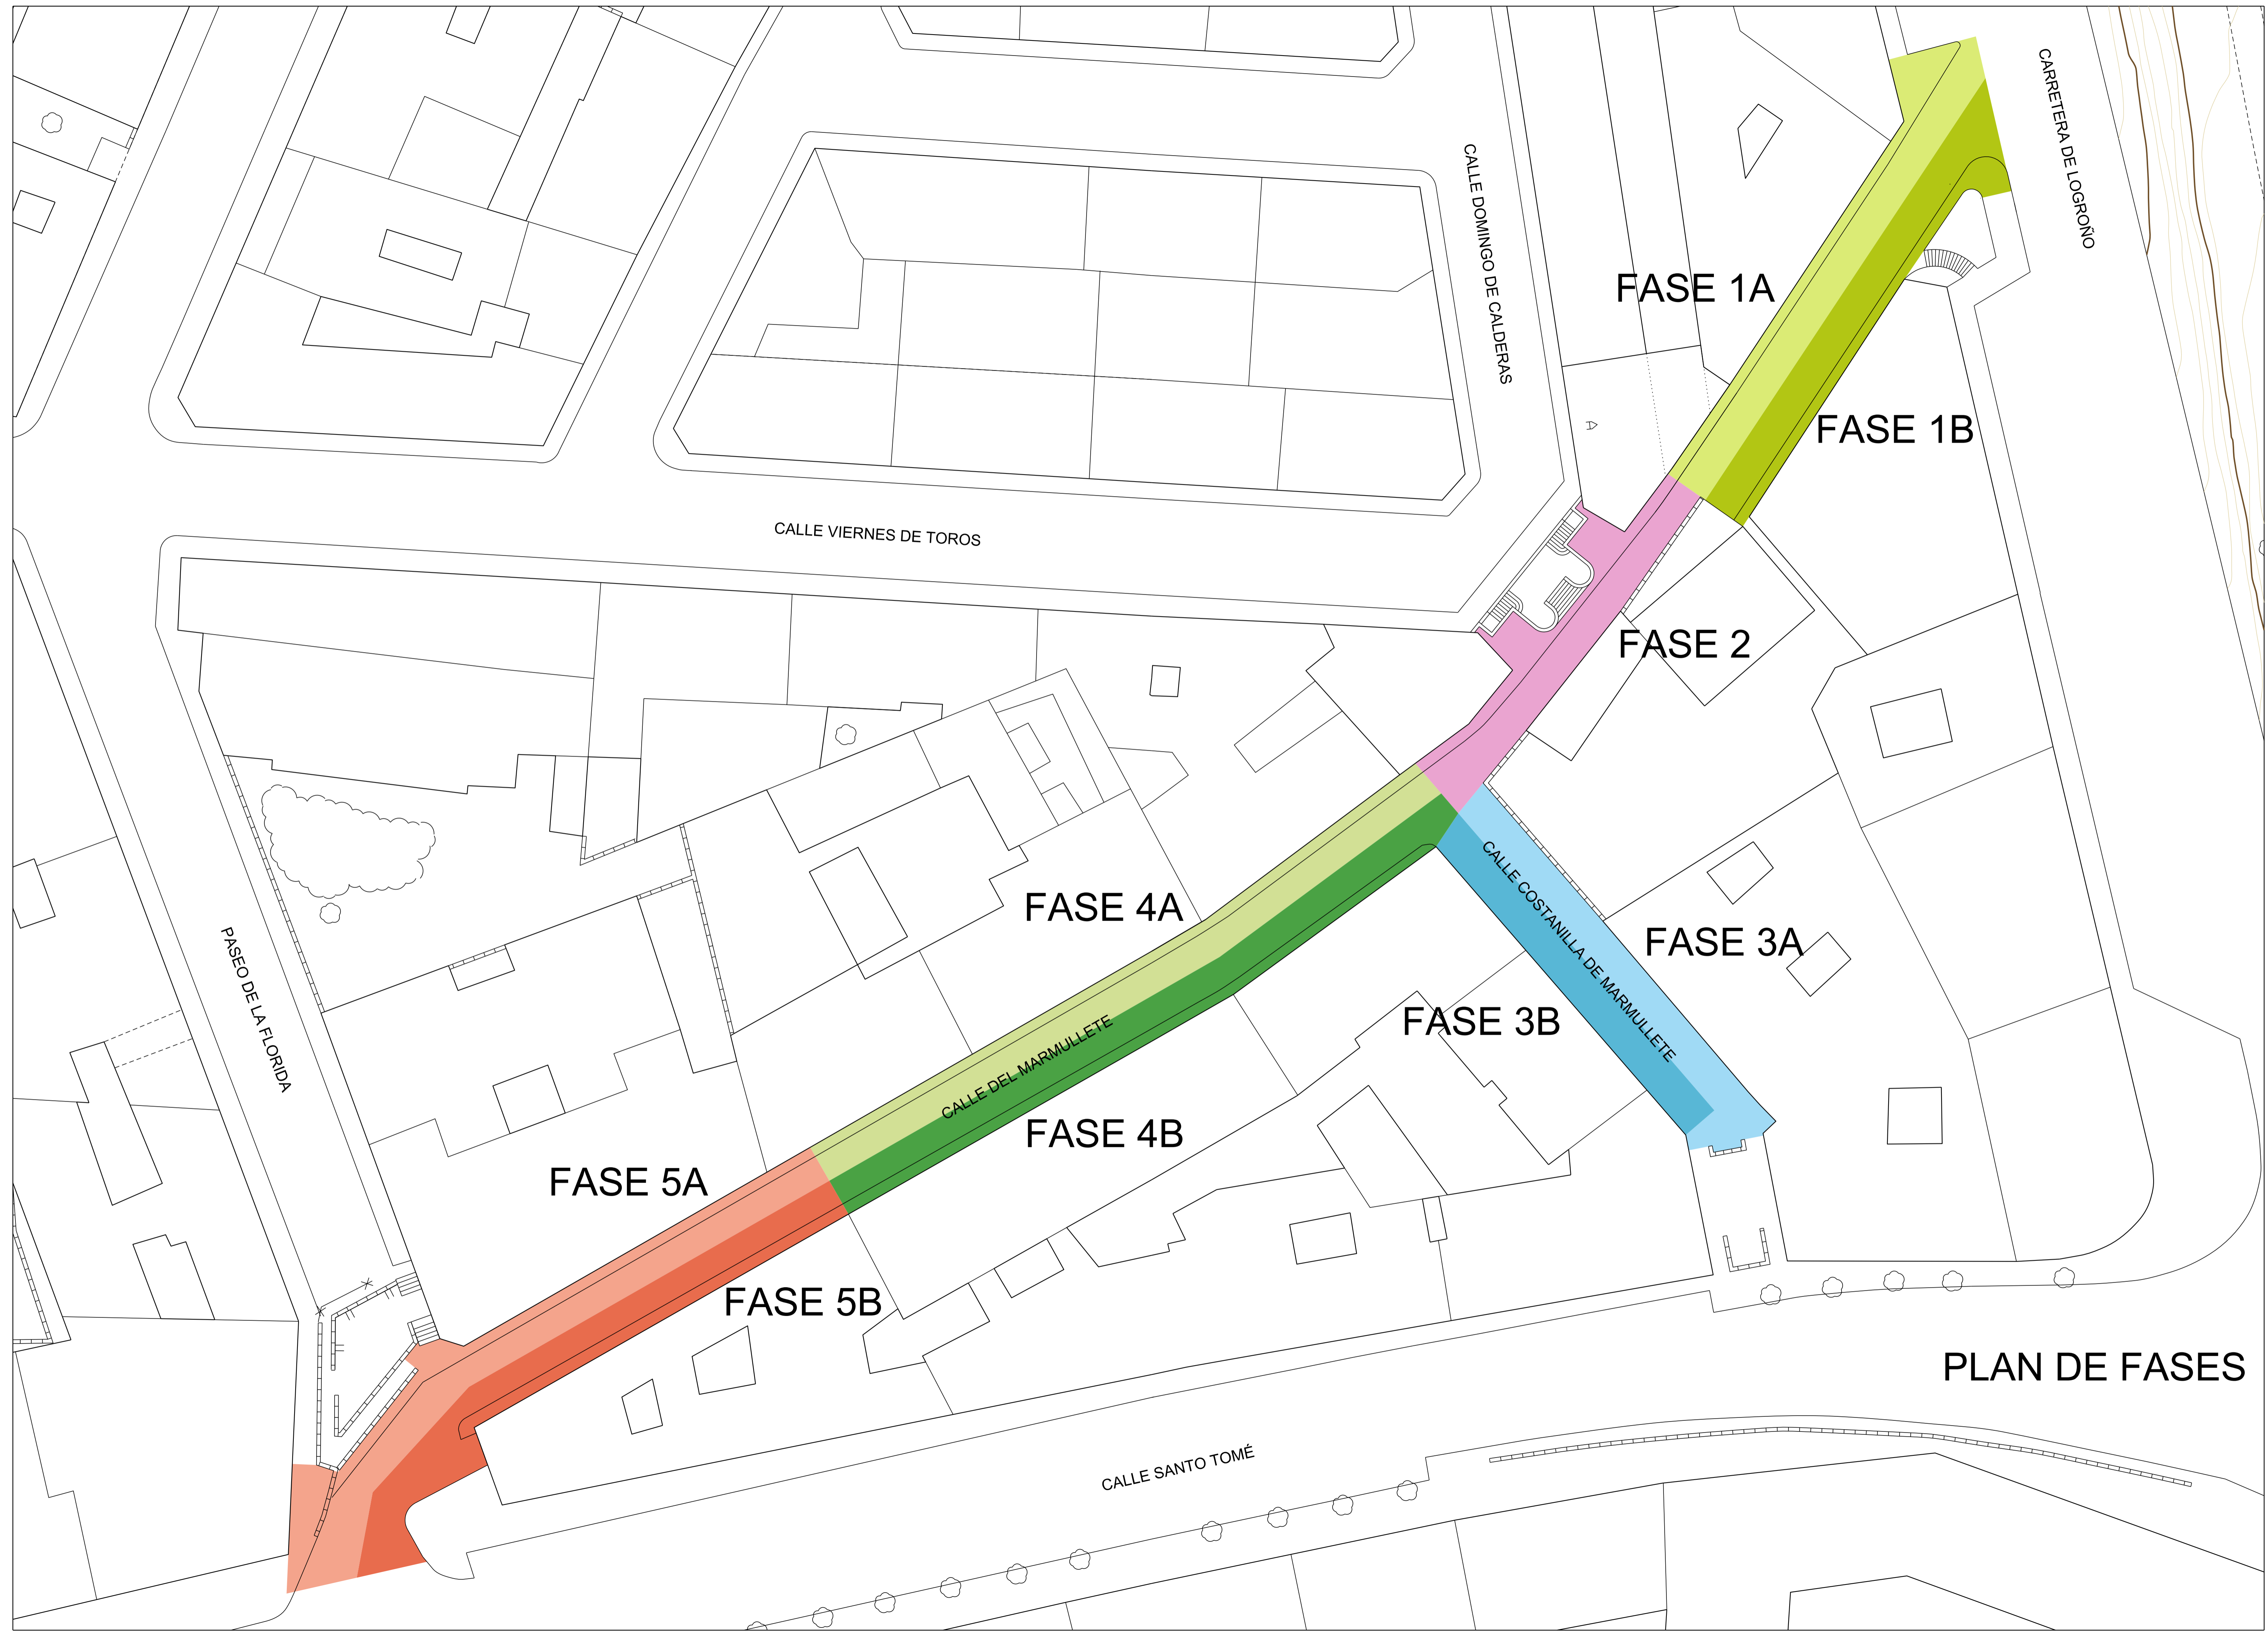 CARRETERA DE LOGROÑO
CALLE DOMINGO DE CALDERAS
FASE 1A
FASE 1B
CALLE VIERNES DE TOROS
FASE 2
CALLE COSTANILLA DE MARMULLETE
FASE 4A
FASE 3A
PASEO DE LA FLORIDA
FASE 3B
CALLE DEL MARMULLETE
FASE 4B
FASE 5A
FASE 5B
PLAN DE FASES
CALLE SANTO TOMÉ